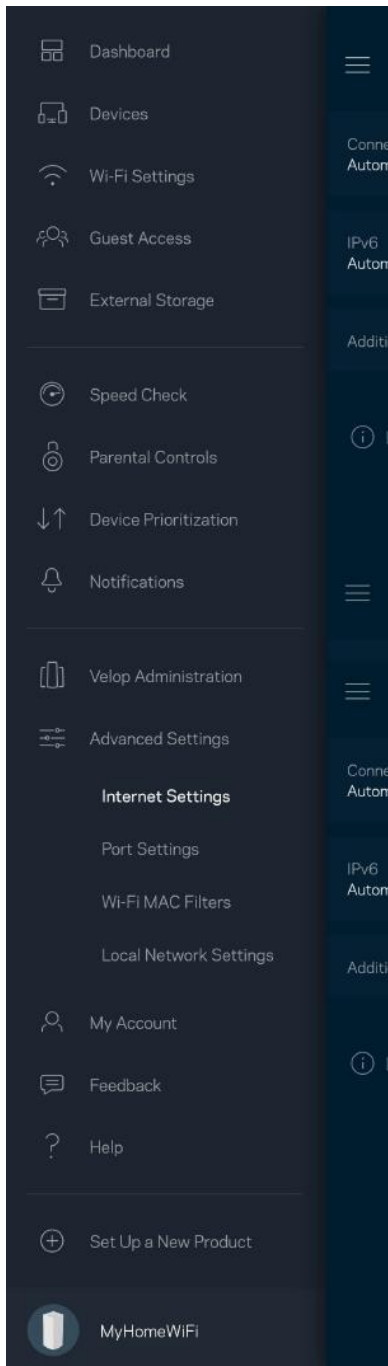 Dashboard
Devices
Wi-Fi Settings
Guest Access
External Storage
Speed Check
Parental Controls
Device Prioritization
Notifications
Velop Administration
Advanced Settings
Internet Settings
Port Settings
Wi-Fi MAC Filters
Local Network Settings
My Account
Feedback
Help
Set Up a New Product
MyHomeWiFi
IPv6
IPv6